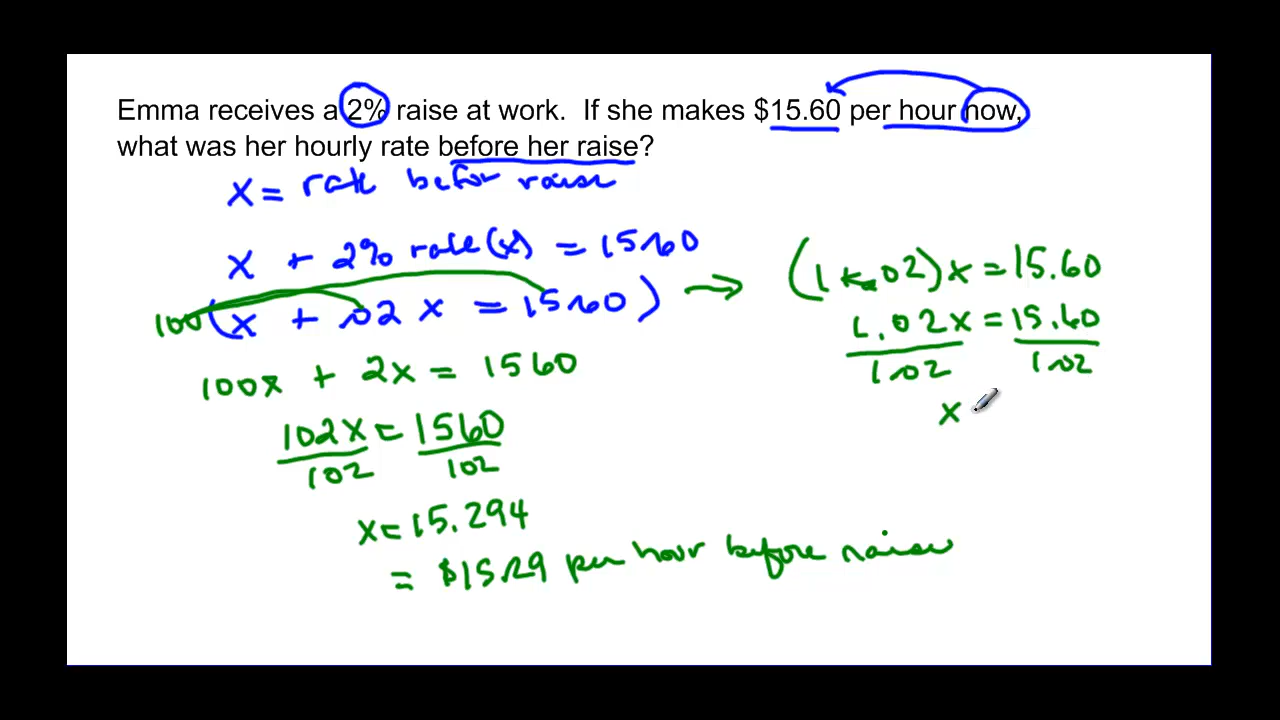 Emma receives a 2% raise at work. If she makes $15.60 per hour now,
what was her hourly rate before her raise?
x = rate befor raise
x + 2% rate(x) = 15.60
100(x + .02x = 15.60) →
100x + 2x = 1560
102x = 1560
102 102
x = 15.294
= $15.29 per hour before raise
(1 + .02)x = 15.60
1.02x = 15.60
1.02 1.02
x